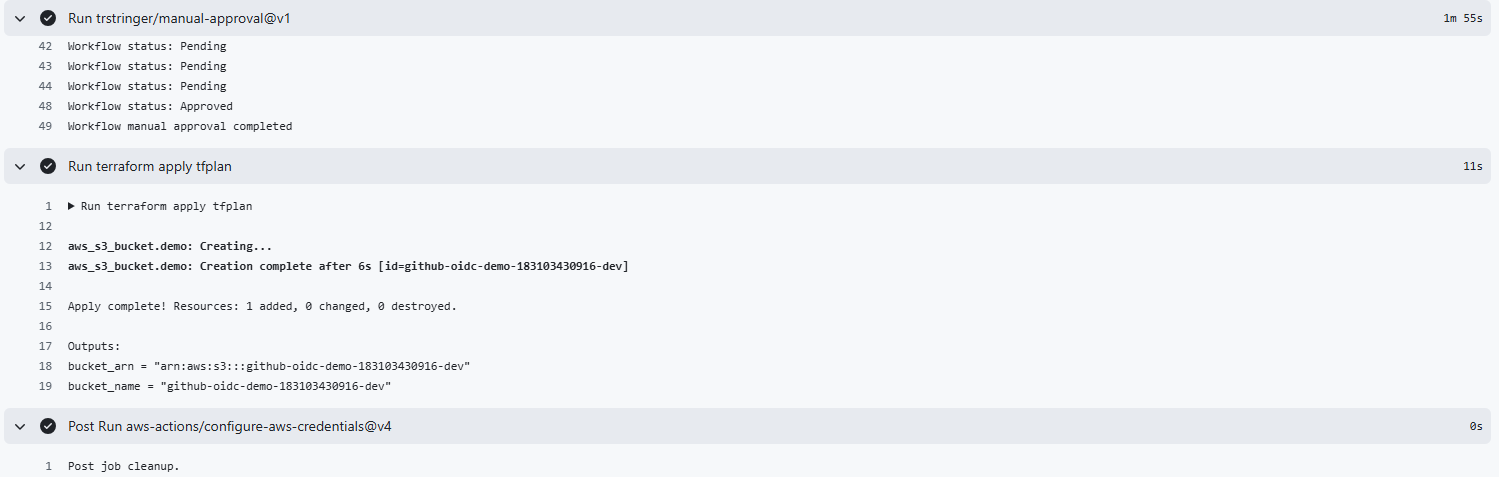 Run trstringer/manual-approval@v1 1m 55s
42 Workflow status: Pending
43 Workflow status: Pending
44 Workflow status: Pending
48 Workflow status: Approved
49 Workflow manual approval completed
Run terraform apply tfplan 11s
1 ▶ Run terraform apply tfplan
12
12 aws_s3_bucket.demo: Creating...
13 aws_s3_bucket.demo: Creation complete after 6s [id=github-oidc-demo-183103430916-dev]
14
15 Apply complete! Resources: 1 added, 0 changed, 0 destroyed.
16
17 Outputs:
18 bucket_arn = "arn:aws:s3:::github-oidc-demo-183103430916-dev"
19 bucket_name = "github-oidc-demo-183103430916-dev"
Post Run aws-actions/configure-aws-credentials@v4 0s
1 Post job cleanup.